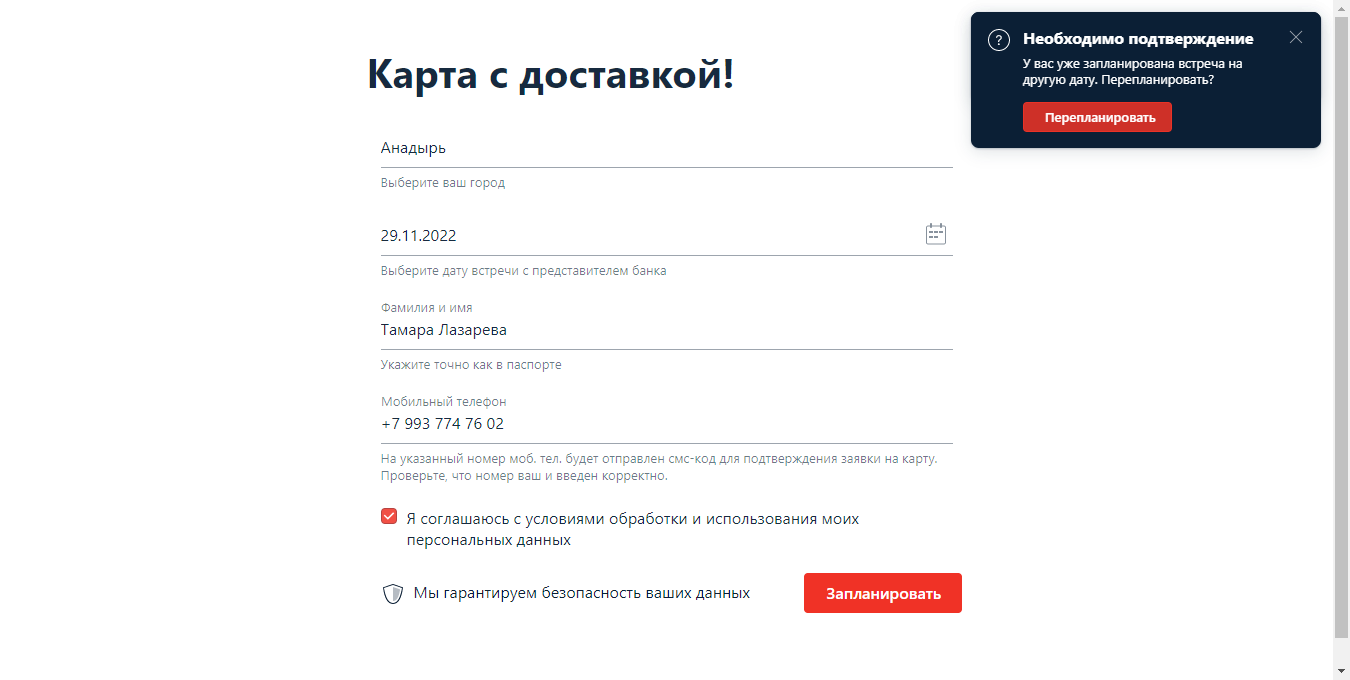 Карта с доставкой!
Необходимо подтверждение
У вас уже запланирована встреча на
другую дату. Перепланировать?
Перепланировать
Анадырь
Выберите ваш город
29.11.2022
Выберите дату встречи с представителем банка
Фамилия и имя
Тамара Лазарева
Укажите точно как в паспорте
Мобильный телефон
+7 993 774 76 02
На указанный номер моб. тел. будет отправлен смс-код для подтверждения заявки на карту.
Проверьте, что номер ваш и введен корректно.
Я соглашаюсь с условиями обработки и использования моих
персональных данных
Мы гарантируем безопасность ваших данных
Запланировать